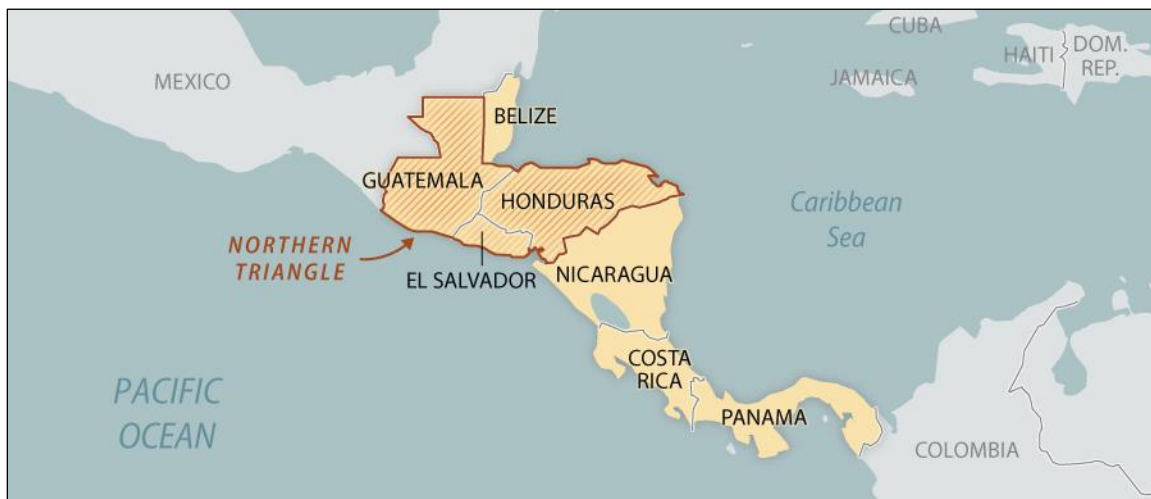 CUBA
HAITI
DOM.
REP.
MEXICO
JAMAICA
BELIZE
GUATEMALA
HONDURAS
Caribbean
Sea
NORTHERN
TRIANGLE
EL SALVADOR
NICARAGUA
COSTA
RICA
PACIFIC
OCEAN
PANAMA
COLOMBIA